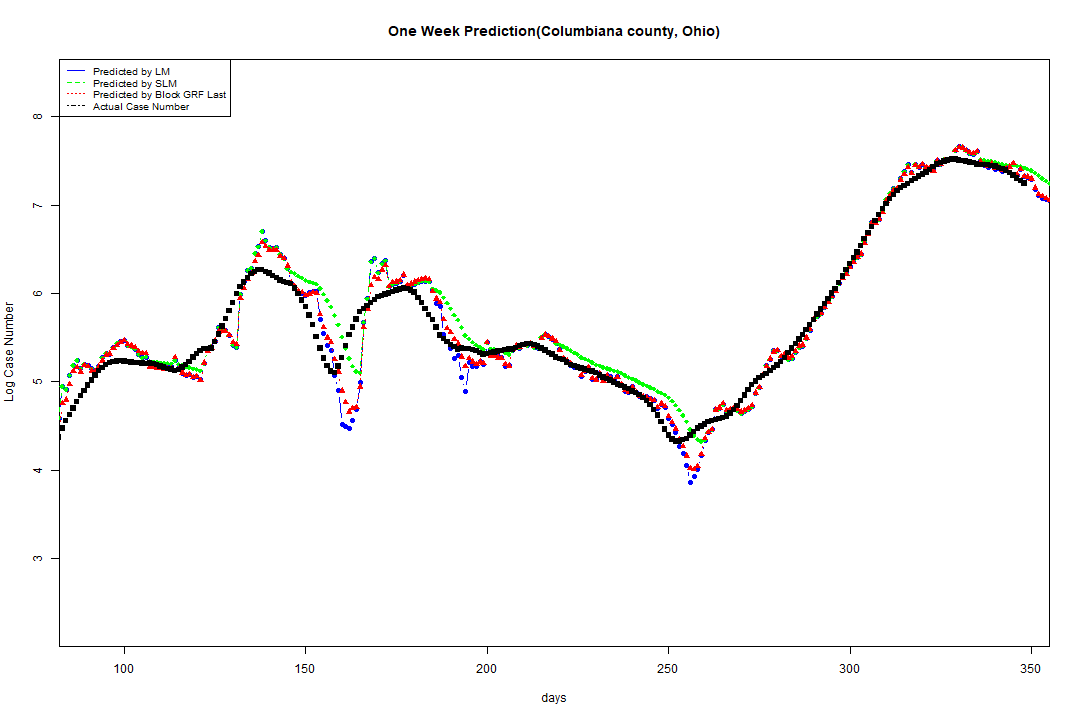 One Week Prediction(Columbiana county, Ohio)
Predicted by LM
Predicted by SLM
Predicted by Block GRF Last
Actual Case Number
8
7
6
5
4
3
Log Case Number
100 150 200 250 300 350
days